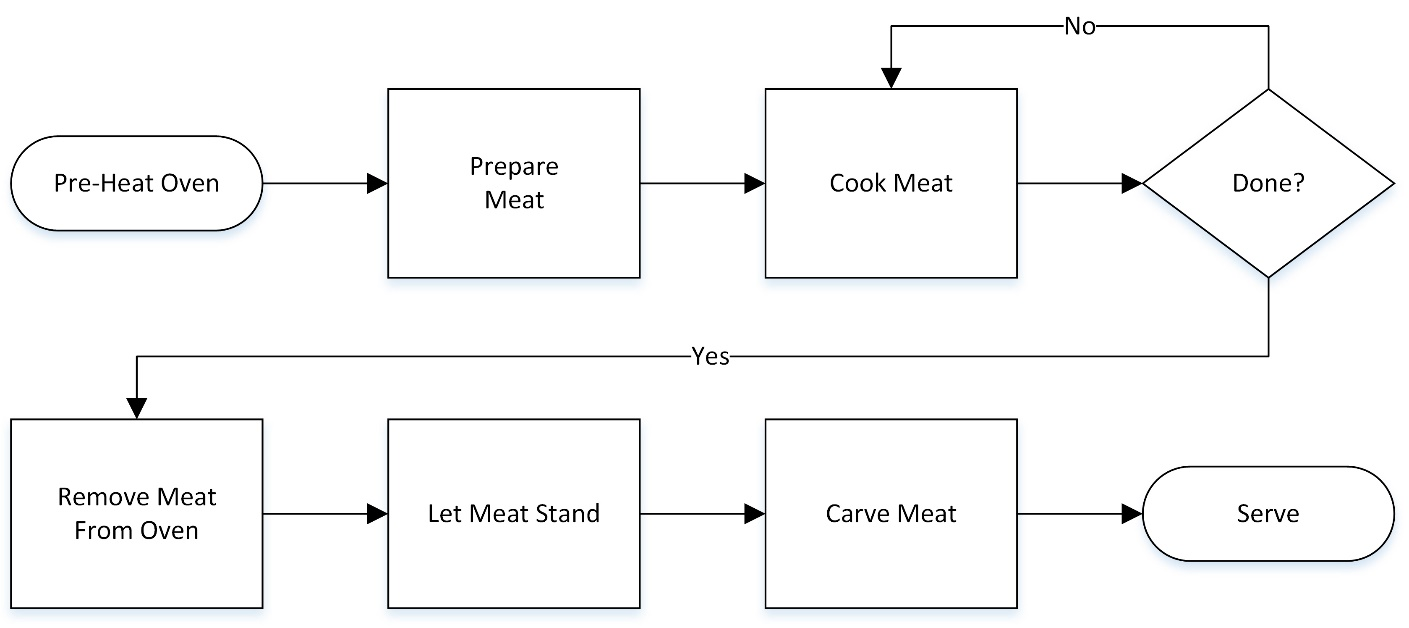 No
Pre-Heat Oven
Prepare
Meat
Cook Meat
Done?
Yes
Remove Meat
From Oven
Let Meat Stand
Carve Meat
Serve